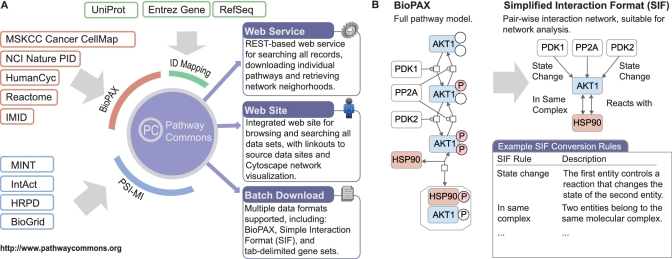 A
UniProt
Entrez Gene
RefSeq
MSKCC Cancer CellMap
NCI Nature PID
HumanCyc
Reactome
IMID
BioPAX
ID Mapping
PSI-MI
PC
Pathway
Commons
MINT
IntAct
HRPD
BioGrid
http://www.pathwaycommons.org
Web Service
REST-based web service
for searching all records,
downloading individual
pathways and retrieving
network neighorhoods.
Web Site
Integrated web site for
browsing and searching all
data sets, with linkouts to
source data sites and
Cytoscape network
visualization.
Batch Download
Multiple data formats
supported, including:
BioPAX, Simple Interaction
Format (SIF), and
tab-delimited gene sets.
B
BioPAX
Full pathway model.
AKT1
PDK1
P
AKT1
PP2A
PDK2
P
AKT1
P
HSP90
HSP90
P
AKT1
P
Simplified Interaction Format (SIF)
Pair-wise interaction network, suitable for
network analysis.
PDK1
PP2A
PDK2
State
Change
State
Change
AKT1
In Same
Complex
Reacts with
HSP90
Example SIF Conversion Rules
SIF Rule
Description
State change
The first entity controls a
reaction that changes the
state of the second entity.
In same
complex
Two entities belong to the
same molecular complex.
...
...